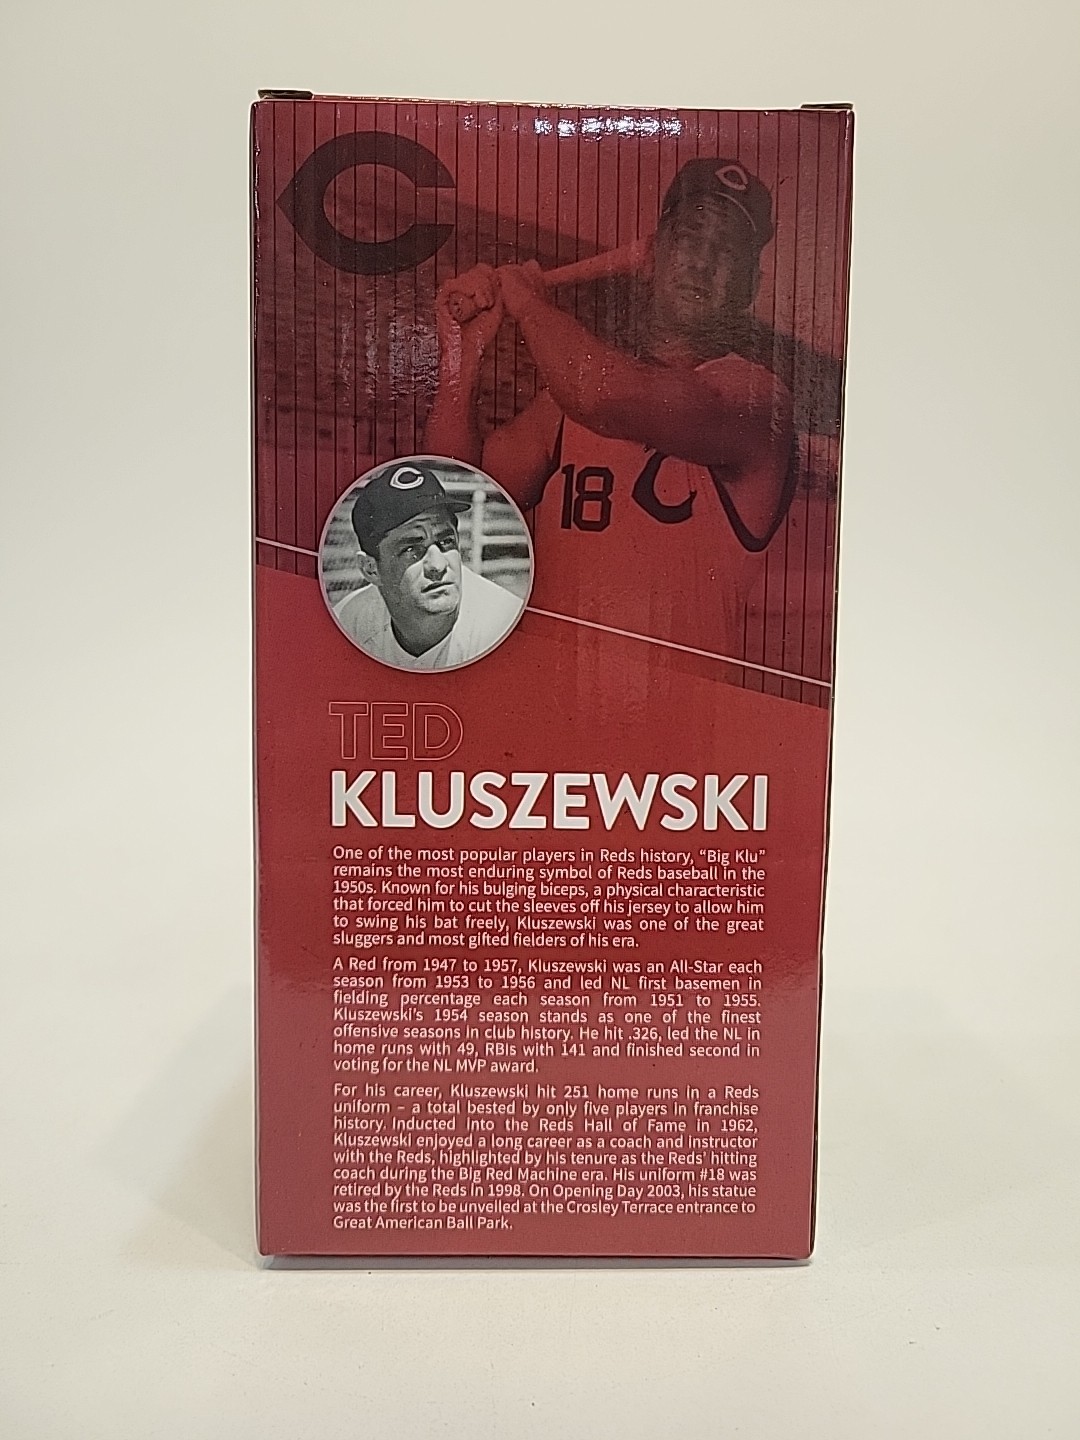 C
C
18
C
C
TED
KLUSZEWSKI
One of the most popular players in Reds history, “Big Klu”
remains the most enduring symbol of Reds baseball in the
1950s. Known for his bulging biceps, a physical characteristic
that forced him to cut the sleeves off his jersey to allow him
to swing his bat freely, Kluszewski was one of the great
sluggers and most gifted fielders of his era.
A Red from 1947 to 1957, Kluszewski was an All-Star each
season from 1953 to 1956 and led NL first basemen in
fielding percentage each season from 1951 to 1955.
Kluszewski's 1954 season stands as one of the finest
offensive seasons in club history. He hit .326, led the NL in
home runs with 49, RBIs with 141 and finished second in
voting for the NL MVP award.
For his career, Kluszewski hit 251 home runs in a Reds
uniform – a total bested by only five players in franchise
history. Inducted into the Reds Hall of Fame in 1962,
Kluszewski enjoyed a long career as a coach and instructor
with the Reds, highlighted by his tenure as the Reds' hitting
coach during the Big Red Machine era. His uniform #18 was
retired by the Reds in 1998. On Opening Day 2003, his statue
was the first to be unveiled at the Crosley Terrace entrance to
Great American Ball Park.